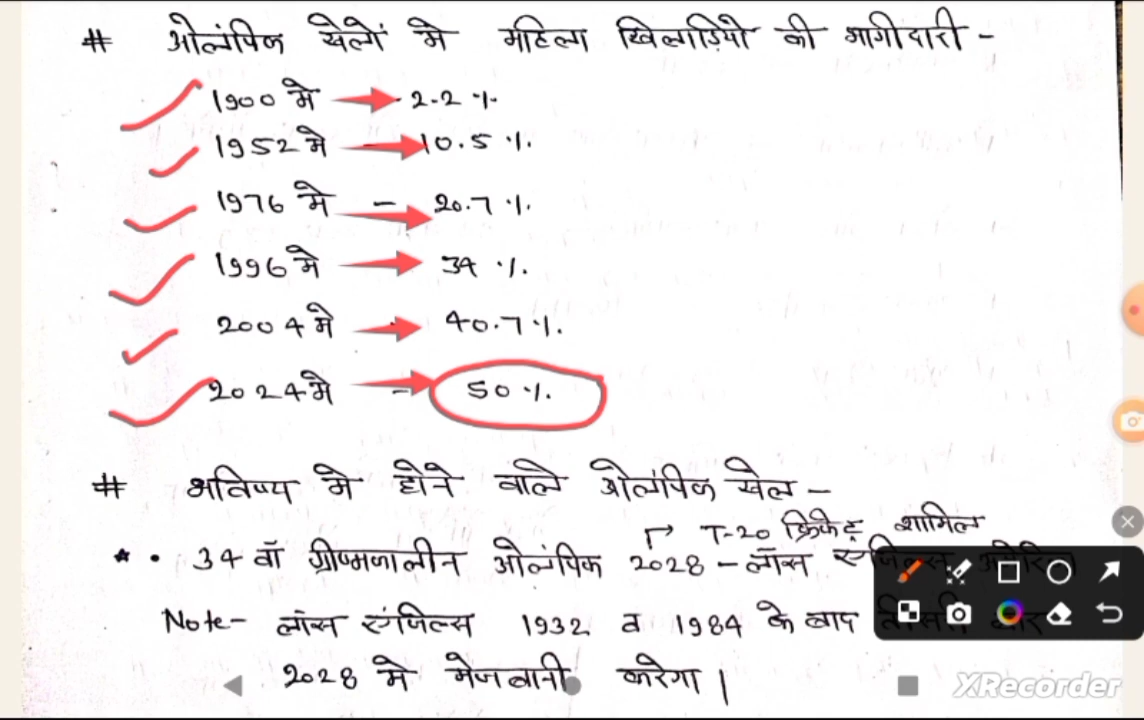 # ओलंपिक खेलों मे महिला खिलाड़ियों की भागीदारी -
1900 मे 2.2 %
1952 मे 10.5 %.
1976 मे - 20.7 %.
1996 मे 34 %.
2004 मे 40.7 %.
2024 मे - 50 %.
# भविष्य मे होने वाले ओलंपिक खेल -
T-20 क्रिकेट शामिल
* • 34 वाँ ग्रीष्मकालीन ओलंपिक 2028 - लॉस
Note- लॉस एंजिल्स 1932 व 1984 के बाद
2028 मे मेजबानी करेगा |
XRecorder